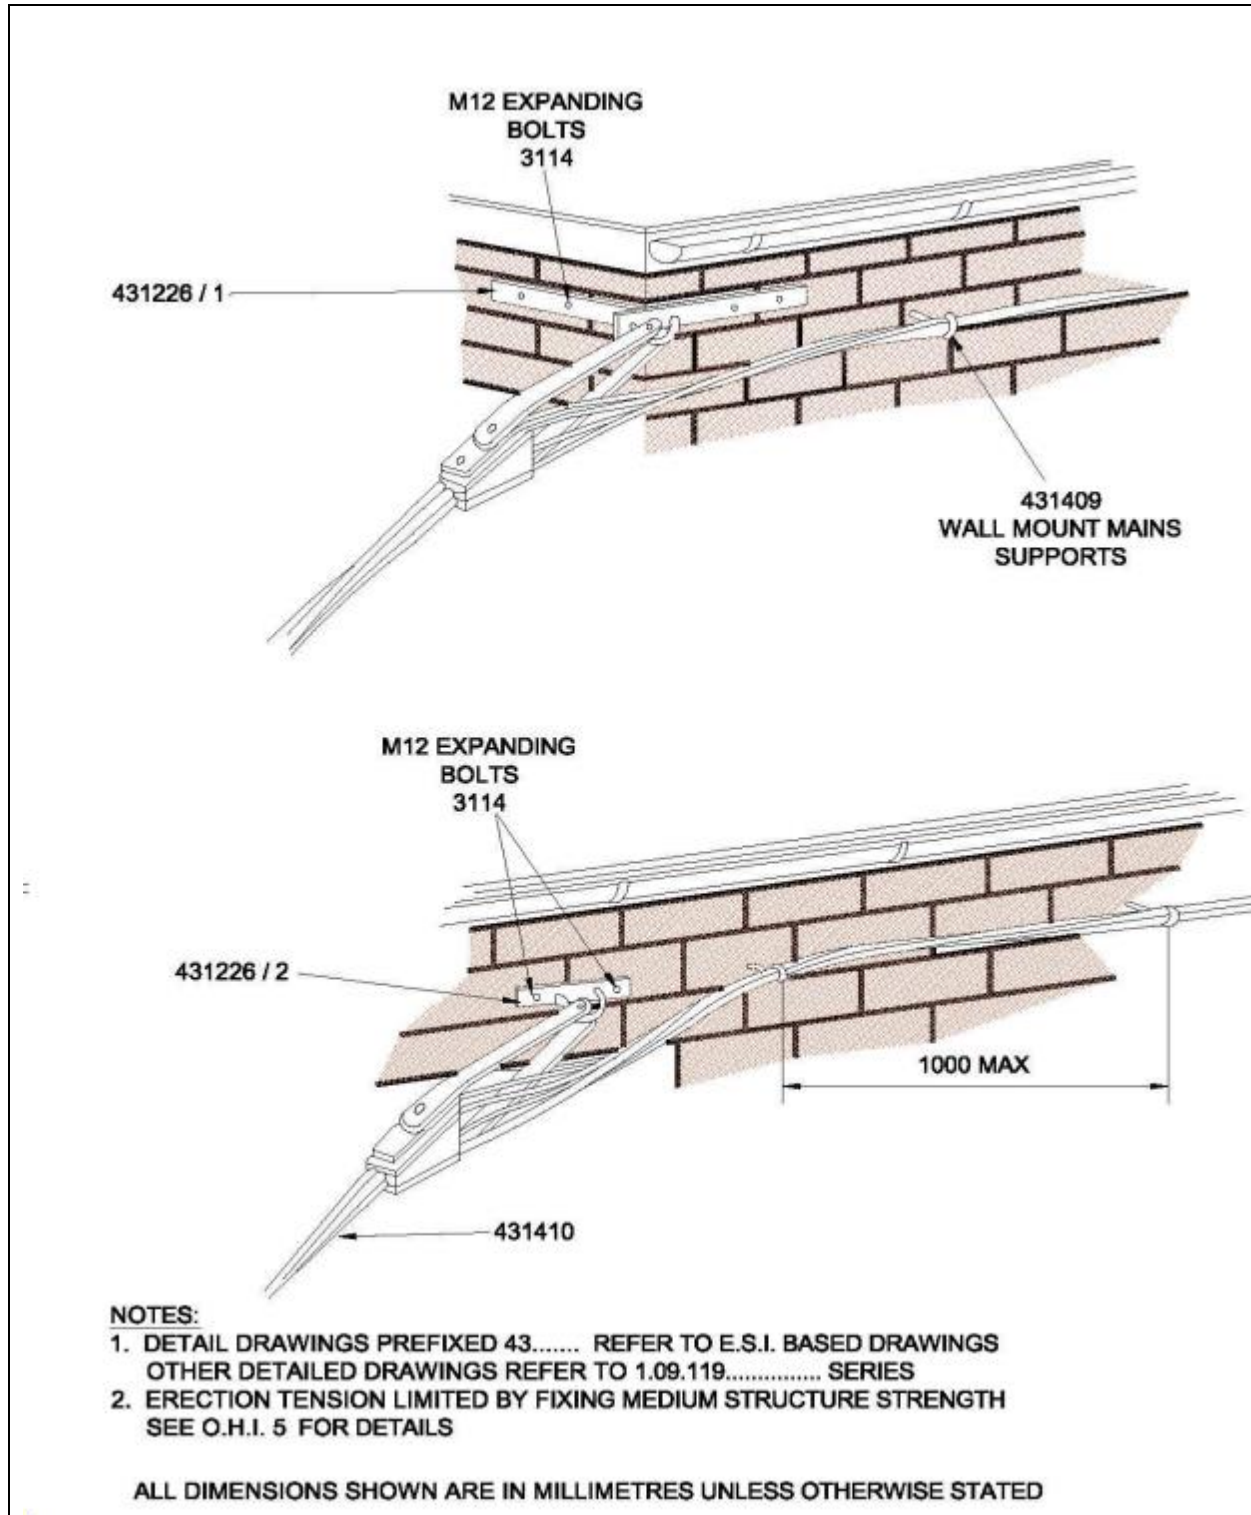 M12 EXPANDING
BOLTS
3114
431226 / 1
431409
WALL MOUNT MAINS
SUPPORTS
M12 EXPANDING
BOLTS
3114
431226 / 2
1000 MAX
431410
NOTES:
1. DETAIL DRAWINGS PREFIXED 43....... REFER TO E.S.I. BASED DRAWINGS
OTHER DETAILED DRAWINGS REFER TO 1.09.119............... SERIES
2. ERECTION TENSION LIMITED BY FIXING MEDIUM STRUCTURE STRENGTH
SEE O.H.I. 5 FOR DETAILS
ALL DIMENSIONS SHOWN ARE IN MILLIMETRES UNLESS OTHERWISE STATED